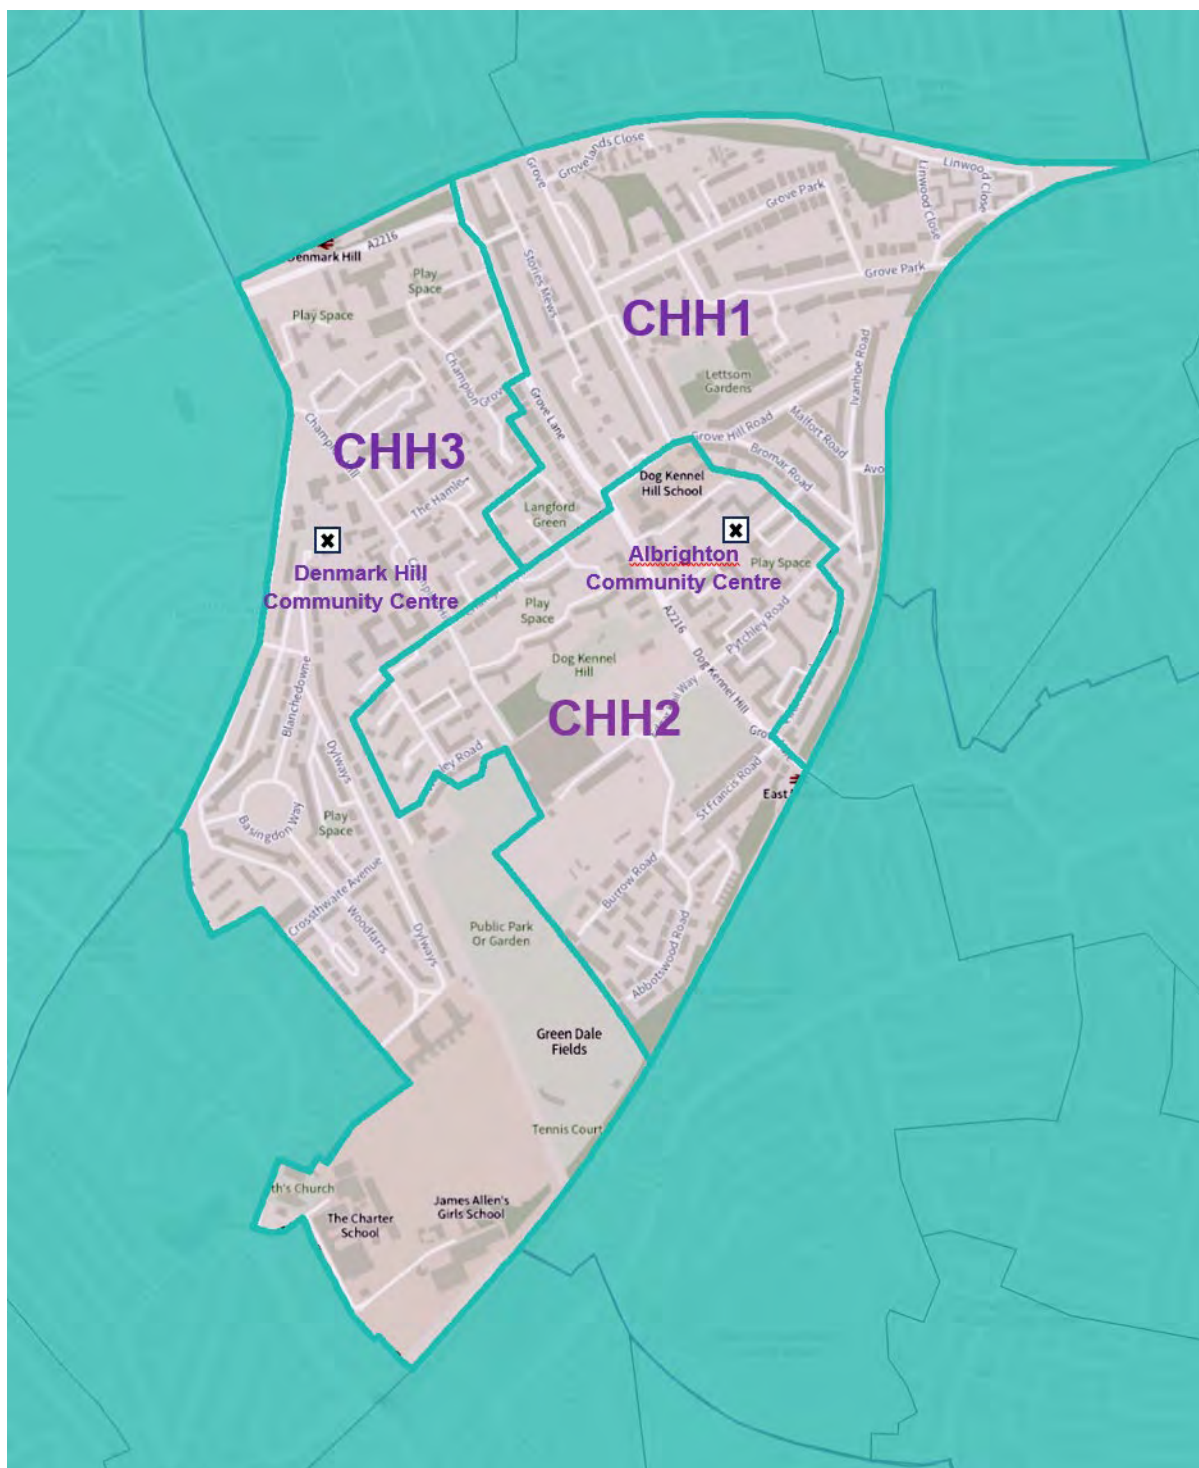 Grovelands Close
Grove
Linwood Close
Linwood Close
Grove Park
A2216
Denmark Hill
Play
Space
Stories Mews
Grove Park
Play Space
CHH1
Ivanhoe Road
Lettsom
Gardens
Champion
Grove
Grove Lane
Malfort Road
Grove Hill Road
Bromar Road
CHH3
Avo
Dog Kennel
Hill School
The Hamlet
Langford
Green
Albrighton
Community Centre
Play Space
Denmark Hill
Community Centre
Play
Space
A2216
Pytchley Road
Dog Kennel
Hill
Dog Kennel Hill
Blanchedowne
CHH2
Way
Dylways
ley Road
St Francis Road
East
Basingdon Way
Play
Space
Crossthwaite Avenue
Burrow Road
Woodfarrs
Dylways
Public Park
Or Garden
Abbotswood Road
Green Dale
Fields
Tennis Court
th's Church
James Allen's
Girls School
The Charter
School